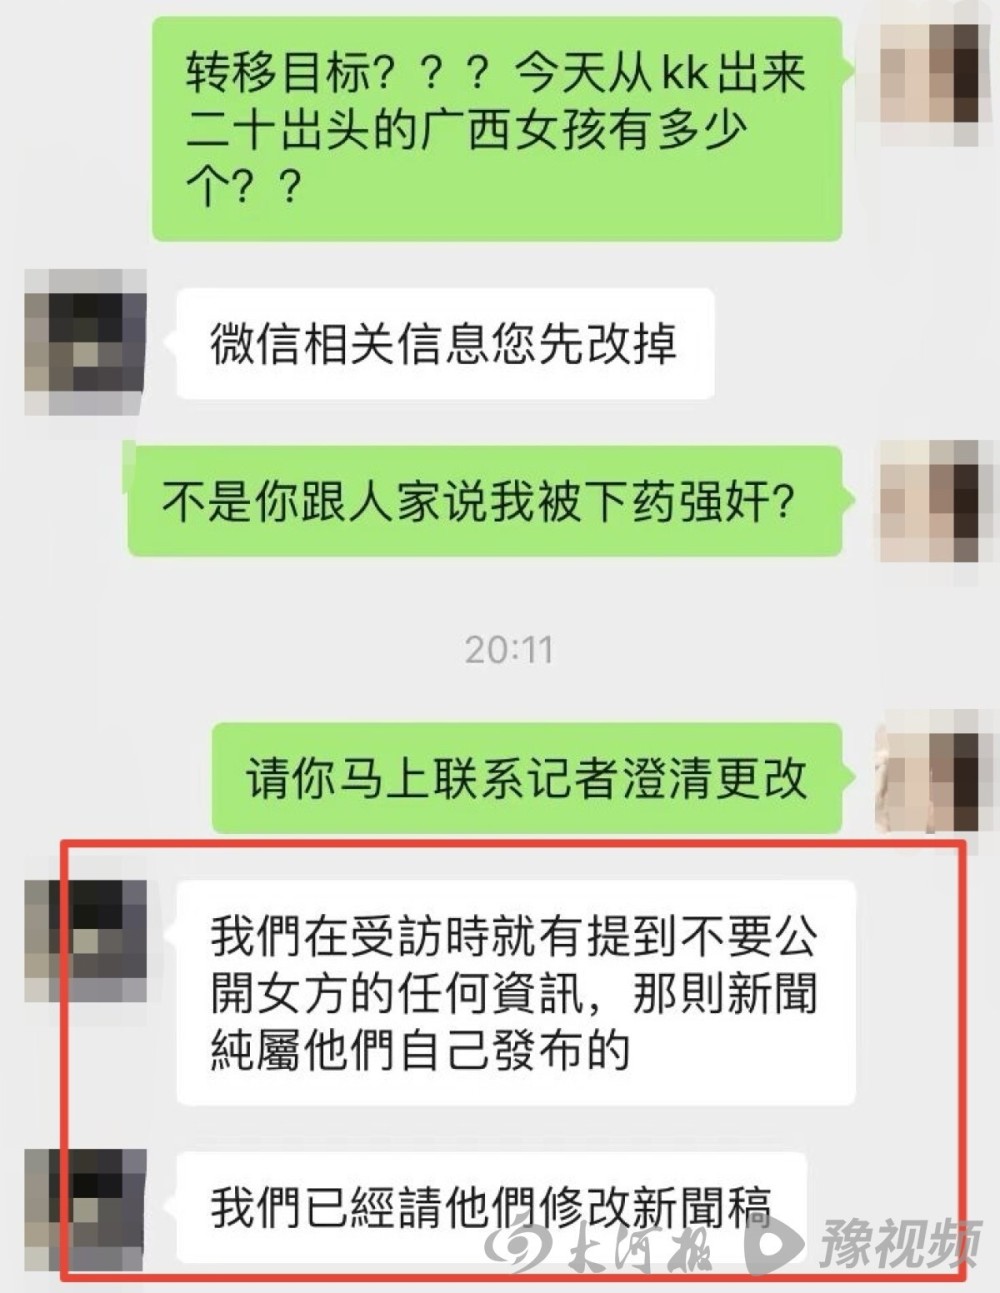 转移目标？？？今天从kk出来
二十出头的广西女孩有多少
个？？
微信相关信息您先改掉
不是你跟人家说我被下药强奸?
20:11
请你马上联系记者澄清更改
我們在受訪時就有提到不要公
開女方的任何資訊，那則新聞
純屬他們自己發布的
我們已經請他們修改新聞稿
大河报 豫视频